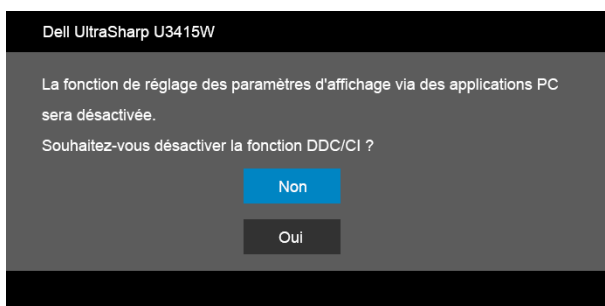 Dell UltraSharp U3415W
La fonction de réglage des paramètres d'affichage via des applications PC
sera désactivée.
Souhaitez-vous désactiver la fonction DDC/CI ?
Non
Oui